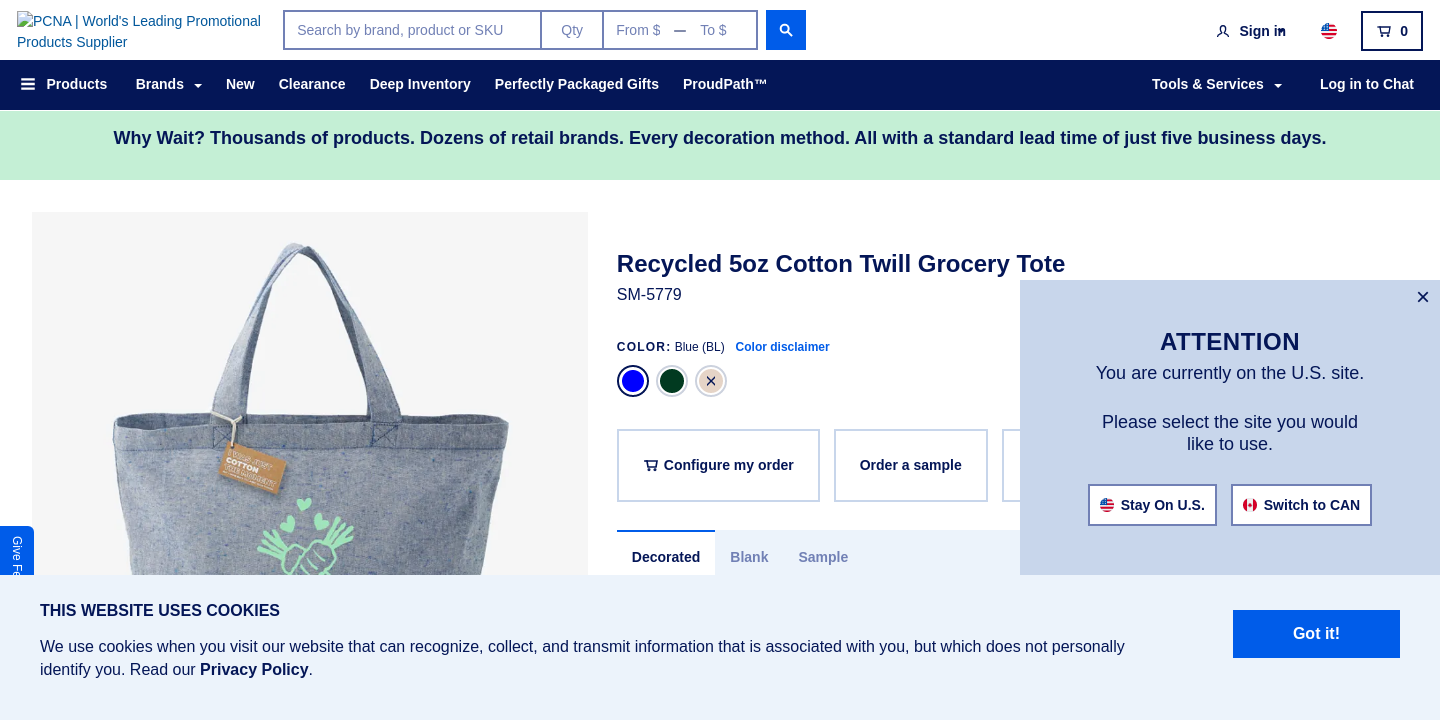 PCNA | World's Leading Promotional
Products Supplier
Search by brand, product or SKU
Qty
From $
To $
Sign in
0
Products
Brands
New
Clearance
Deep Inventory
Perfectly Packaged Gifts
ProudPath™
Tools & Services
Log in to Chat
Why Wait? Thousands of products. Dozens of retail brands. Every decoration method. All with a standard lead time of just five business days.
Recycled 5oz Cotton Twill Grocery Tote
SM-5779
COLOR: Blue (BL) Color disclaimer
Configure my order
Order a sample
Decorated
Blank
Sample
COTTON
ATTENTION
You are currently on the U.S. site.
Please select the site you would
like to use.
Stay On U.S.
Switch to CAN
Give Fe
THIS WEBSITE USES COOKIES
We use cookies when you visit our website that can recognize, collect, and transmit information that is associated with you, but which does not personally
identify you. Read our Privacy Policy.
Got it!